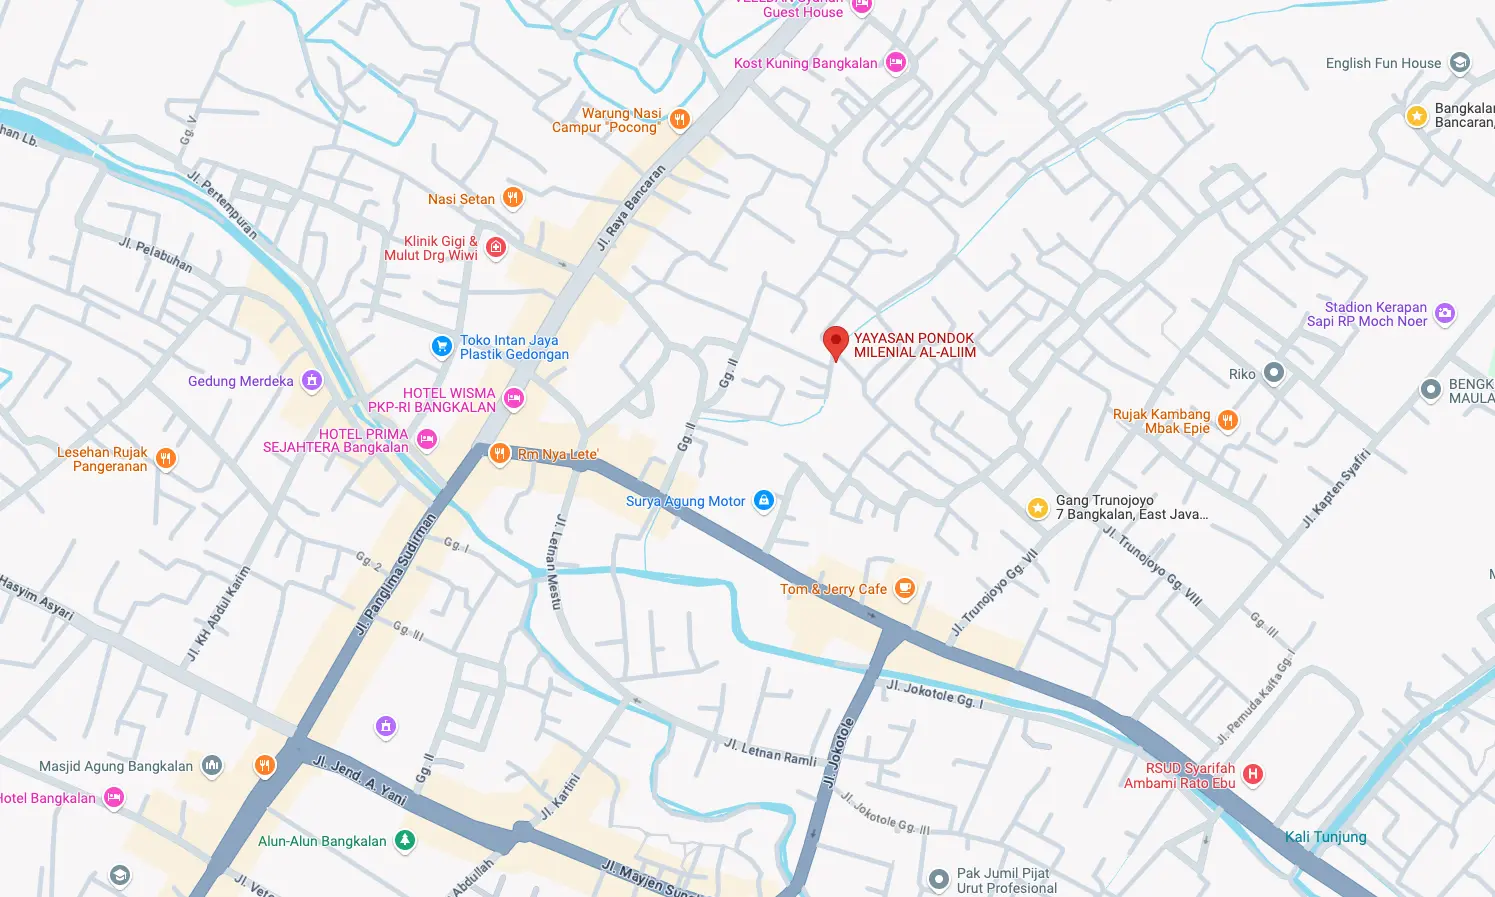 Guest House
Kost Kuning Bangkalan
English Fun House
Warung Nasi
Campur "Pocong"
Bancaran,
Gg. V
Jl. Pertempuran
Jl. Raya Bancaran
Nasi Setan
Jl. Pelabuhan
Klinik Gigi &
Mulut Drg Wiwi
Stadion Kerapan
Sapi RP Moch Noer
YAYASAN PONDOK
MILENIAL AL-ALIIM
Toko Intan Jaya
Plastik Gedongan
Gedung Merdeka
Gg. II
Riko
HOTEL WISMA
PKP-RI BANGKALAN
BENGK
MAULA
Rujak Kambang
Mbak Epie
HOTEL PRIMA
SEJAHTERA Bangkalan
Gg. II
Lesehan Rujak
Pangeranan
Rm Nya Lete'
Jl. Kapten Syafiri
Surya Agung Motor
Gang Trunojoyo
7 Bangkalan, East Java...
Jl. Panglima Sudirman
Gg. I
Gg. 2
Jl. Letnan Mestu
Jl. Trunojoyo Gg. VIII
Jl. Trunojoyo Gg. VII
Hasyim Asyari
Jl. KH Abdul Karim
Tom & Jerry Cafe
Gg. III
Gg. III
Jl. Pemuda Kaffa Gg. I
Jl. Jokotole Gg. I
Jl. Jokotole
Jl. Letnan Ramli
Masjid Agung Bangkalan
Jl. Jend. A. Yani
Gg. II
Jl. Kartini
RSUD Syarifah
Ambami Rato Ebu
Hotel Bangkalan
Jl. Jokotole Gg. III
Alun-Alun Bangkalan
Kali Tunjung
Abdullah
Jl. Mayjen Sun
Jl. Vete
Pak Jumil Pijat
Urut Profesional